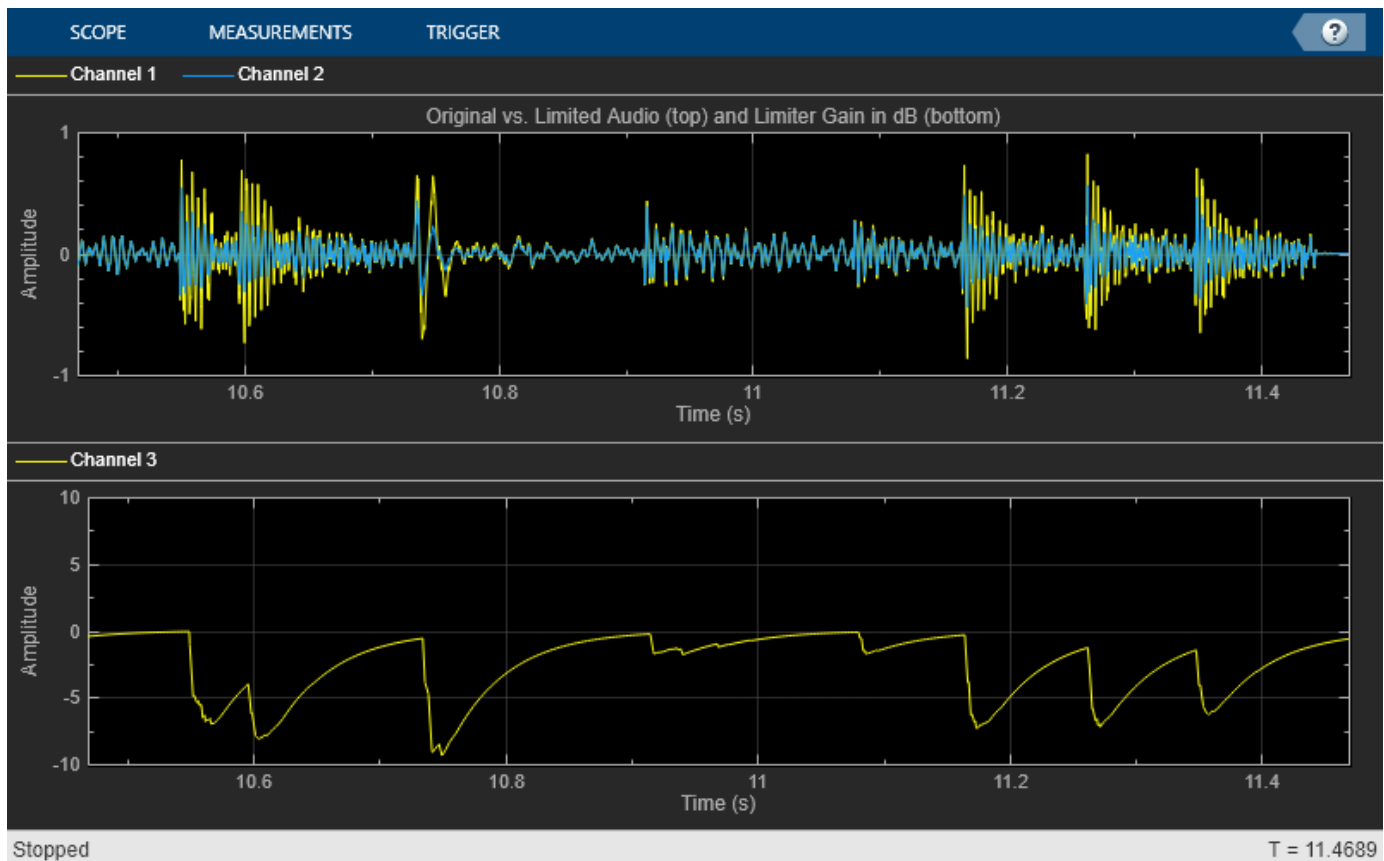 SCOPE MEASUREMENTS TRIGGER ?
Channel 1 Channel 2
Original vs. Limited Audio (top) and Limiter Gain in dB (bottom)
1
0
-1
Amplitude
10.6 10.8 11 11.2 11.4
Time (s)
Channel 3
10
5
0
-5
-10
Amplitude
10.6 10.8 11 11.2 11.4
Time (s)
Stopped T = 11.4689